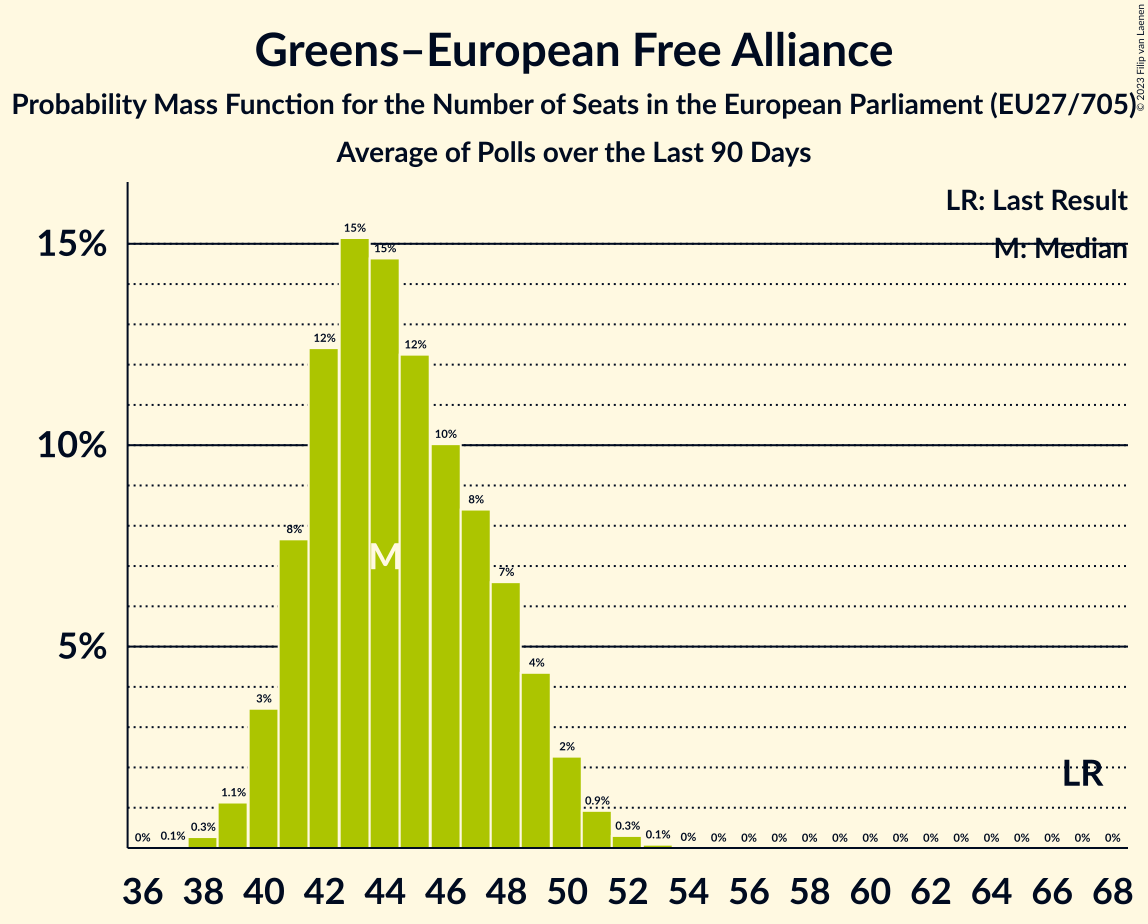 Greens–European Free Alliance
Probability Mass Function for the Number of Seats in the European Parliament (EU27/705)
Average of Polls over the Last 90 Days
© 2023 Filip van Laenen
LR: Last Result
M: Median
15%
10%
5%
0% 0.1% 0.3% 1.1% 3% 8% 12% 15% 15% 12% 10% 8% 7% 4% 2% 0.9% 0.3% 0.1% 0% 0% 0% 0% 0% 0% 0% 0% 0% 0% 0% 0% 0% 0% 0%
M
LR
36 38 40 42 44 46 48 50 52 54 56 58 60 62 64 66 68